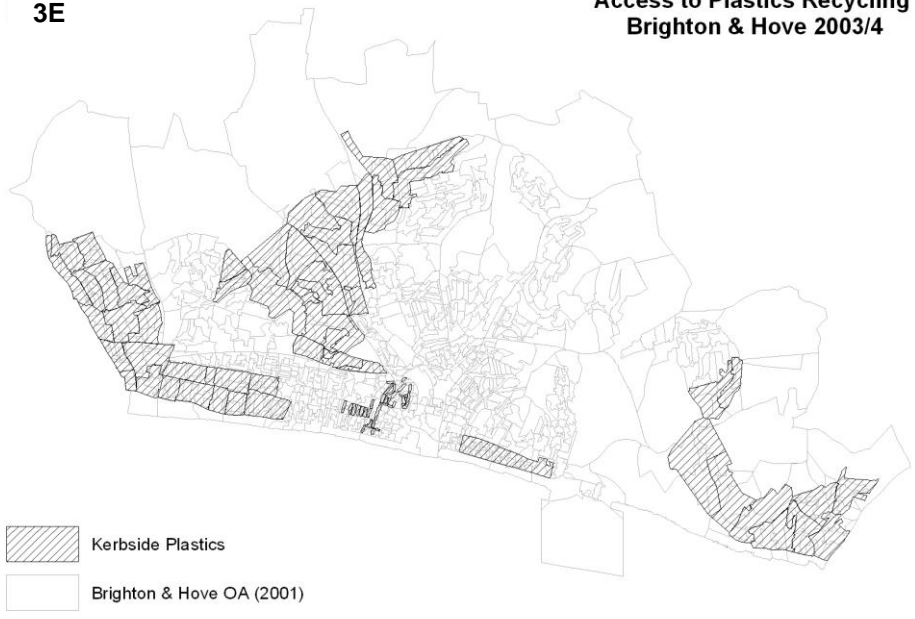 3E
Access to Plastics Recycling
Brighton & Hove 2003/4
Kerbside Plastics
Brighton & Hove OA (2001)